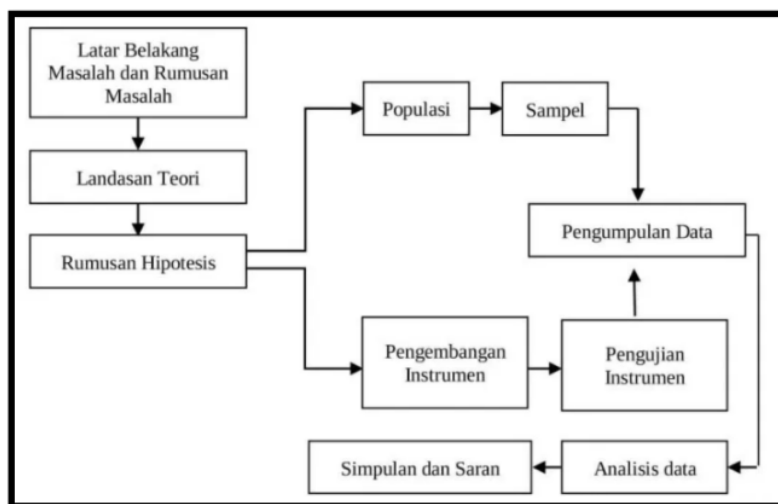 Latar Belakang
Masalah dan Rumusan
Masalah
Landasan Teori
Rumusan Hipotesis
Populasi
Sampel
Pengumpulan Data
Pengembangan
Instrumen
Pengujian
Instrumen
Analisis data
Simpulan dan Saran